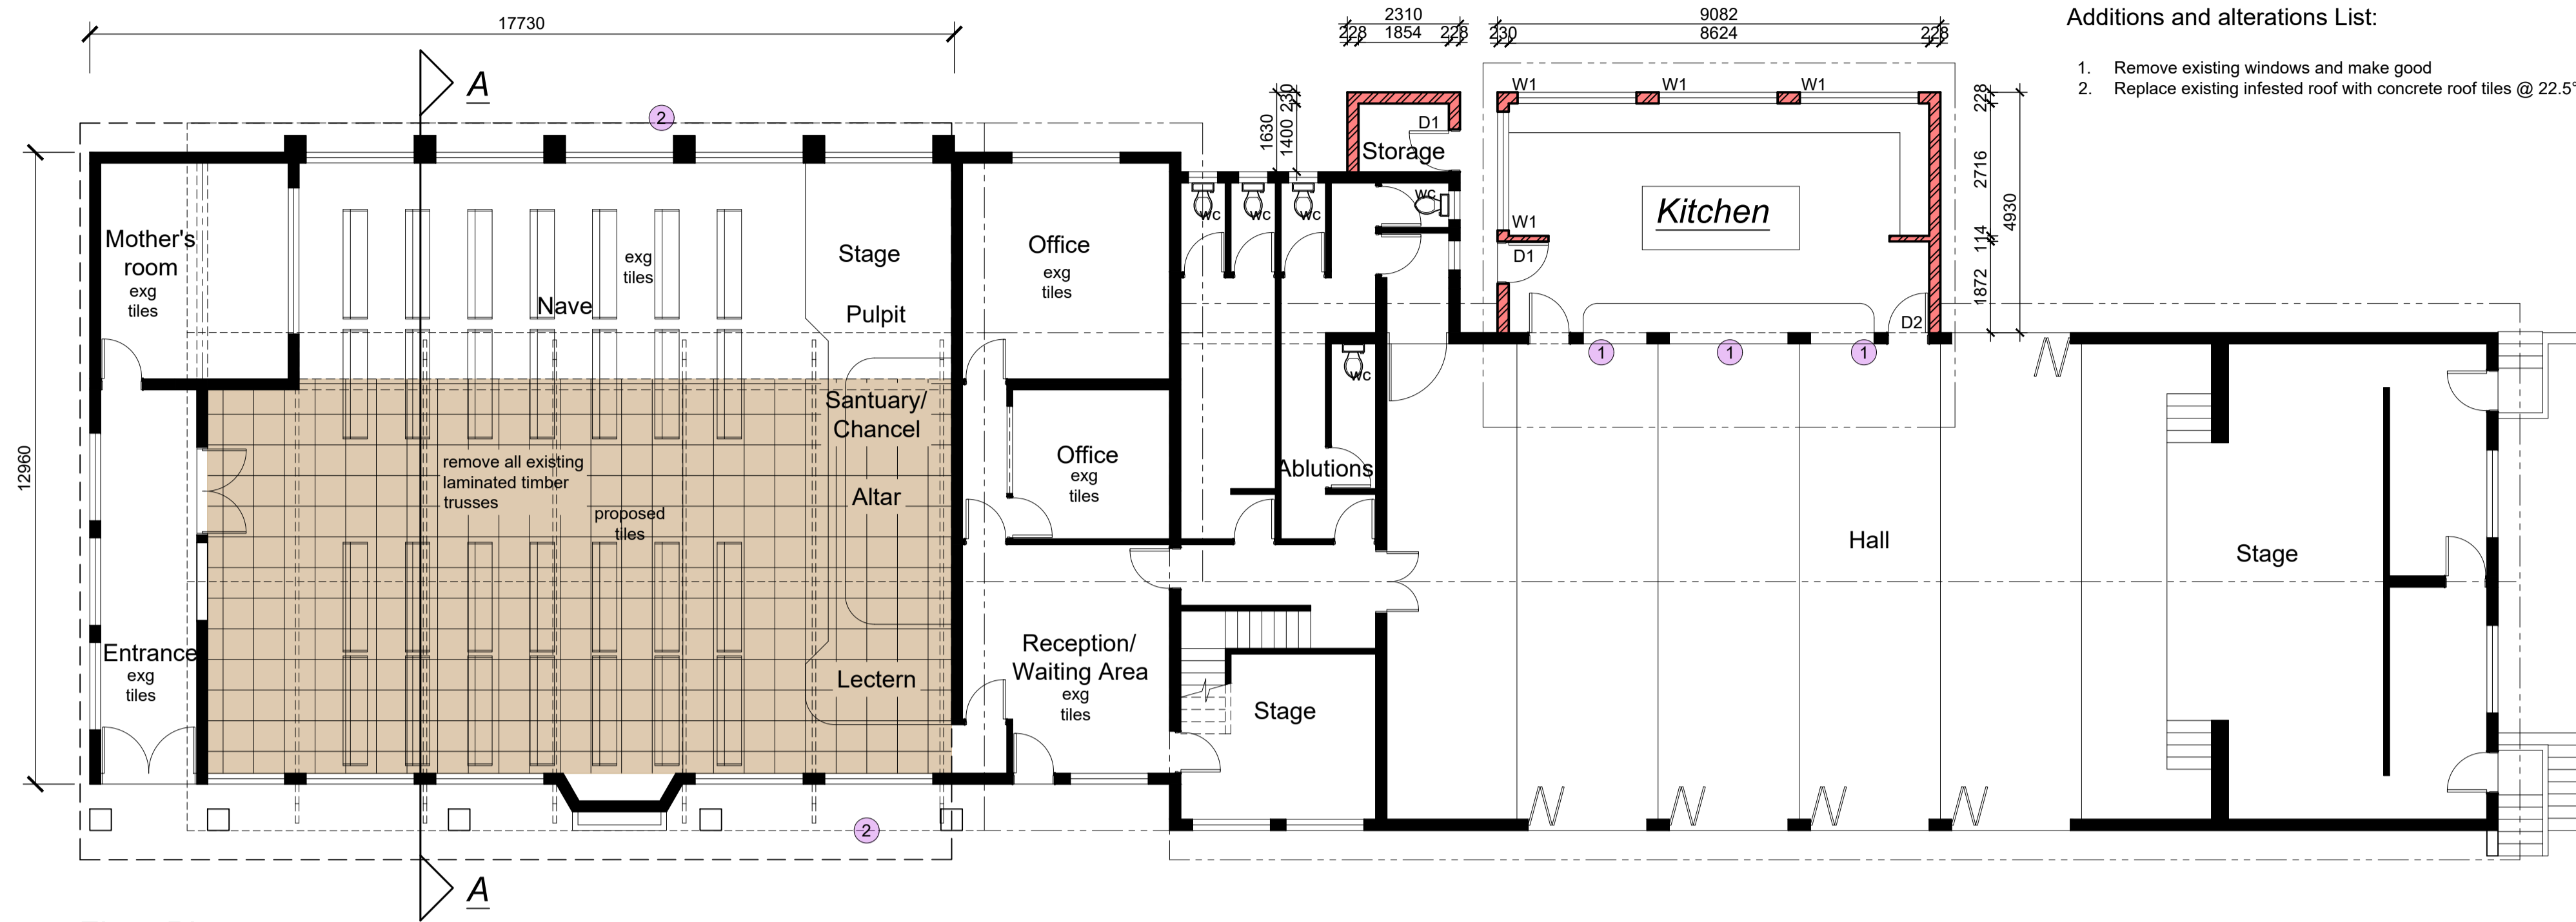 17730
2310
228 1854 228
9082
230 8624 228
Additions and alterations List:
1. Remove existing windows and make good
2. Replace existing infested roof with concrete roof tiles @ 22.5°
A
2
12960
Mother's
room
exg
tiles
exg
tiles
Nave
Stage
Pulpit
Office
exg
tiles
1630
1400 230
Storage
D1
wc
wc
wc
wc
W1
W1
W1
W1
D1
Kitchen
D2
228
2716
114
1872
4930
1
1
1
wc
Santuary/
Chancel
remove all existing
laminated timber
trusses
Altar
proposed
tiles
Office
exg
tiles
Ablutions
Hall
Stage
Entrance
exg
tiles
Lectern
Reception/
Waiting Area
exg
tiles
Stage
2
A